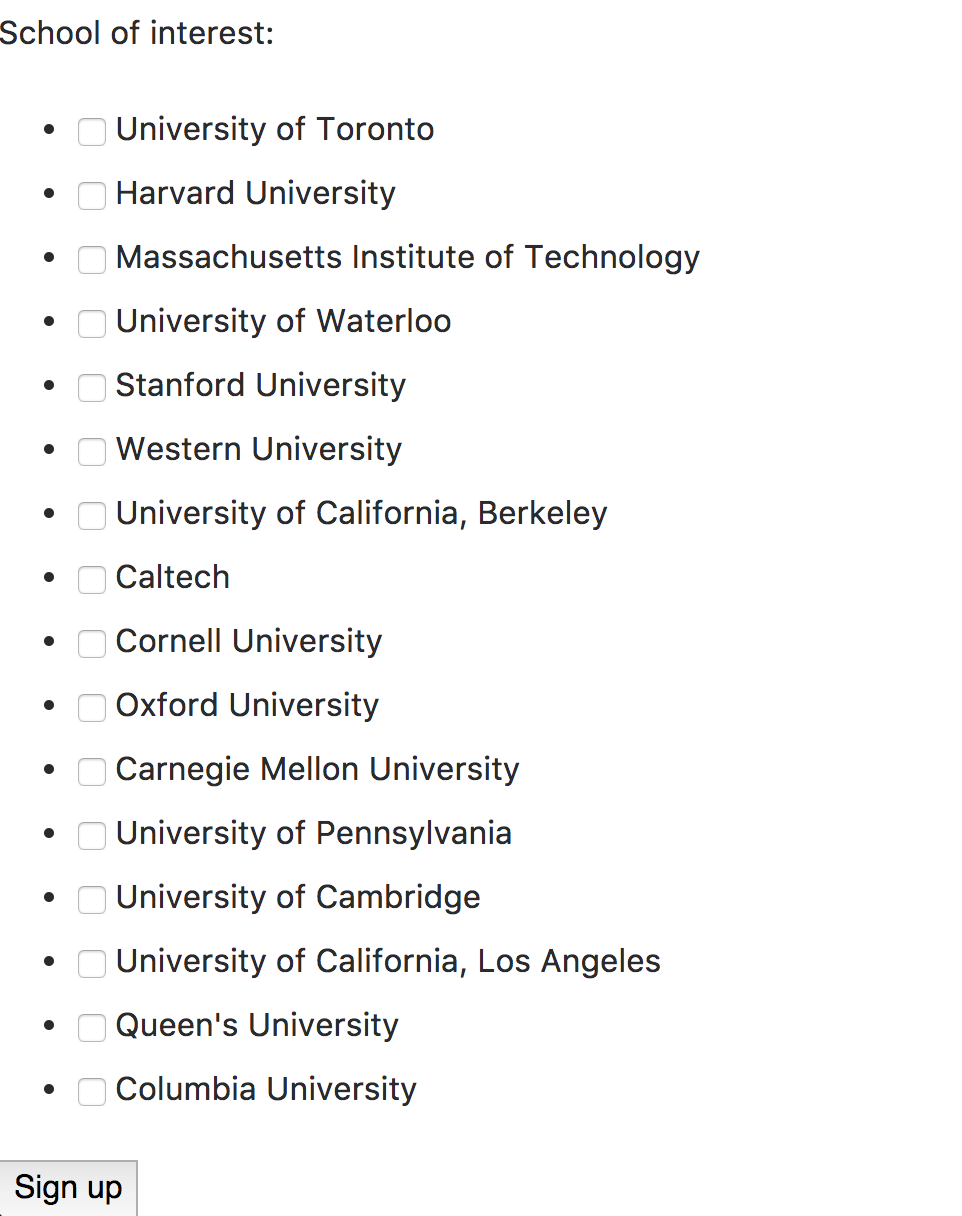 School of interest:
University of Toronto
Harvard University
Massachusetts Institute of Technology
University of Waterloo
Stanford University
Western University
University of California, Berkeley
Caltech
Cornell University
Oxford University
Carnegie Mellon University
University of Pennsylvania
University of Cambridge
University of California, Los Angeles
Queen's University
Columbia University
Sign up